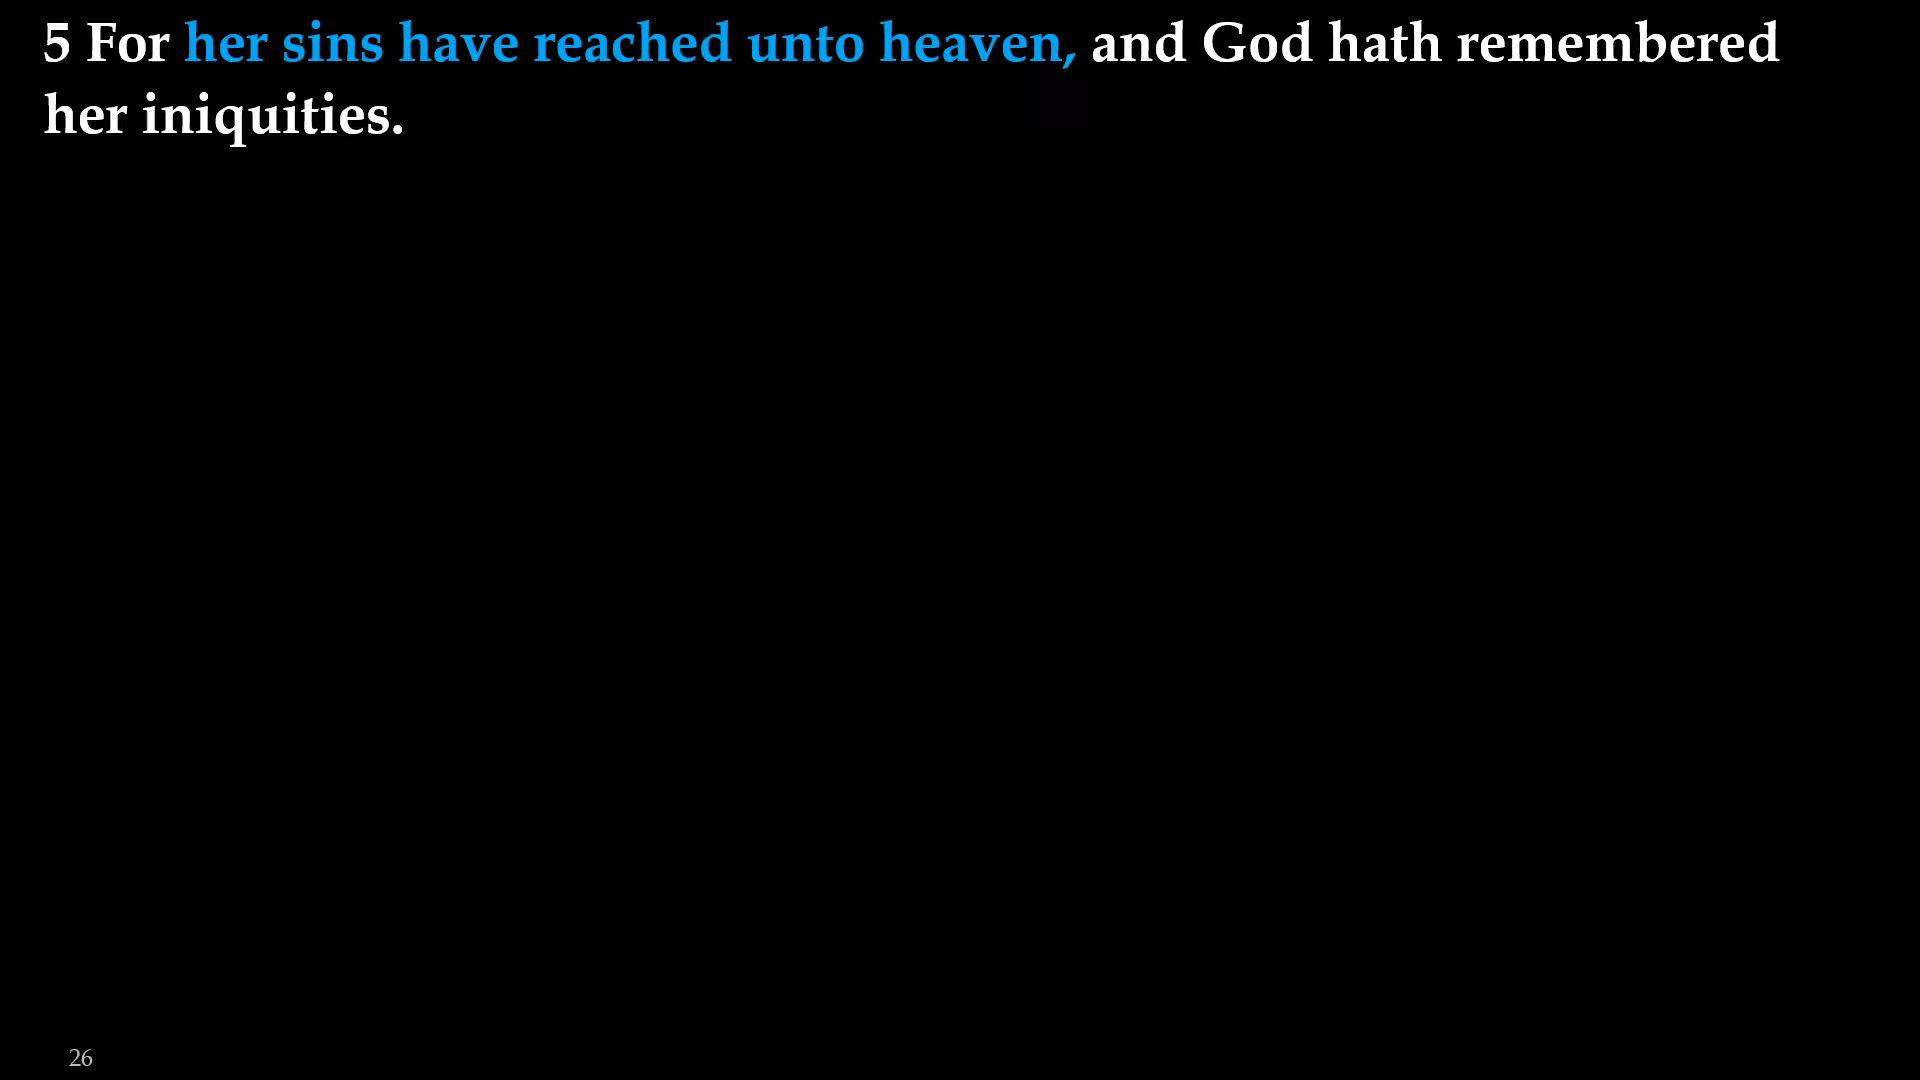 5 For her sins have reached unto heaven, and God hath remembered
her iniquities.
26